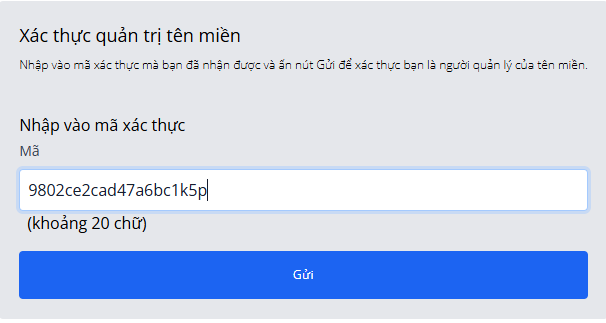 Xác thực quản trị tên miền
Nhập vào mã xác thực mà bạn đã nhận được và ấn nút Gửi để xác thực bạn là người quản lý của tên miền.
Nhập vào mã xác thực
Mã
9802ce2cad47a6bc1k5p
(khoảng 20 chữ)
Gửi